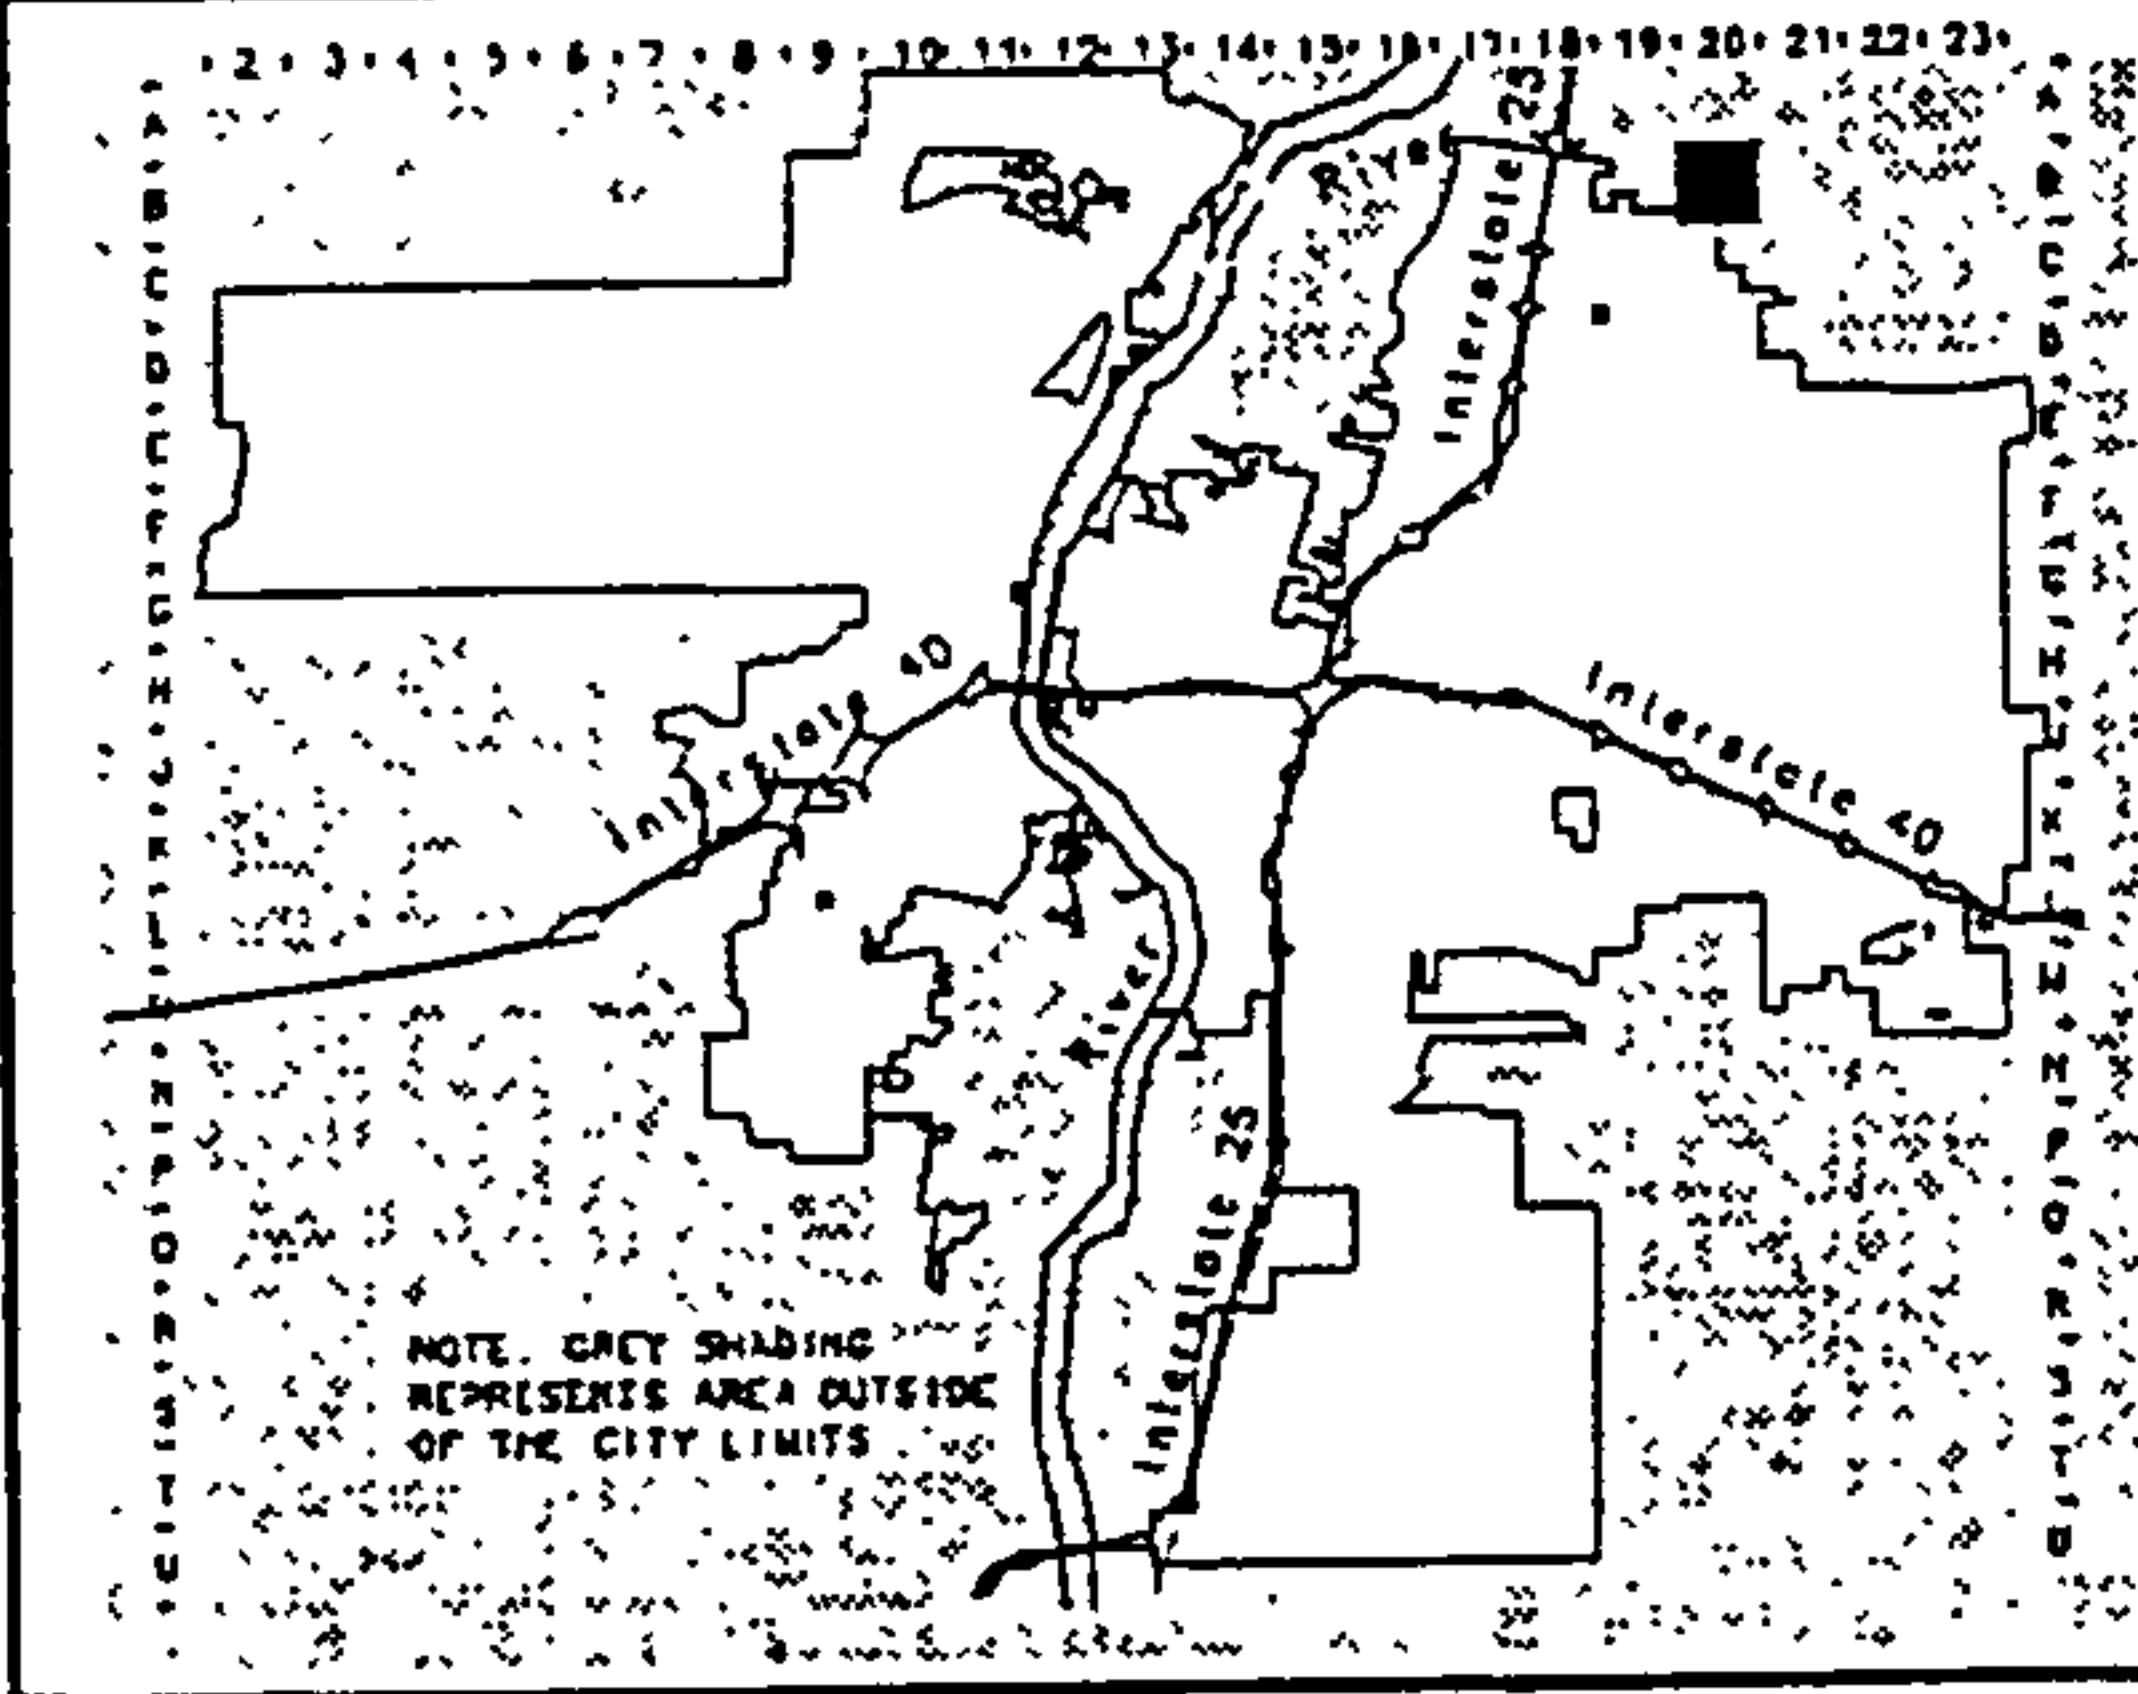 2 3 4 5 6 7 8 9 10 11 12 13 14 15 16 17 18 19 20 21 22 23
A
B
C
D
E
F
G
H
J
K
L
M
N
P
Q
R
S
T
U
River
Interstate 25
Interstate 40
Interstate 40
River
Interstate 25
NOTE. GREY SHADING
REPRESENTS AREA OUTSIDE
OF THE CITY LIMITS
A
B
C
D
E
F
G
H
J
K
L
M
N
P
Q
R
S
T
U